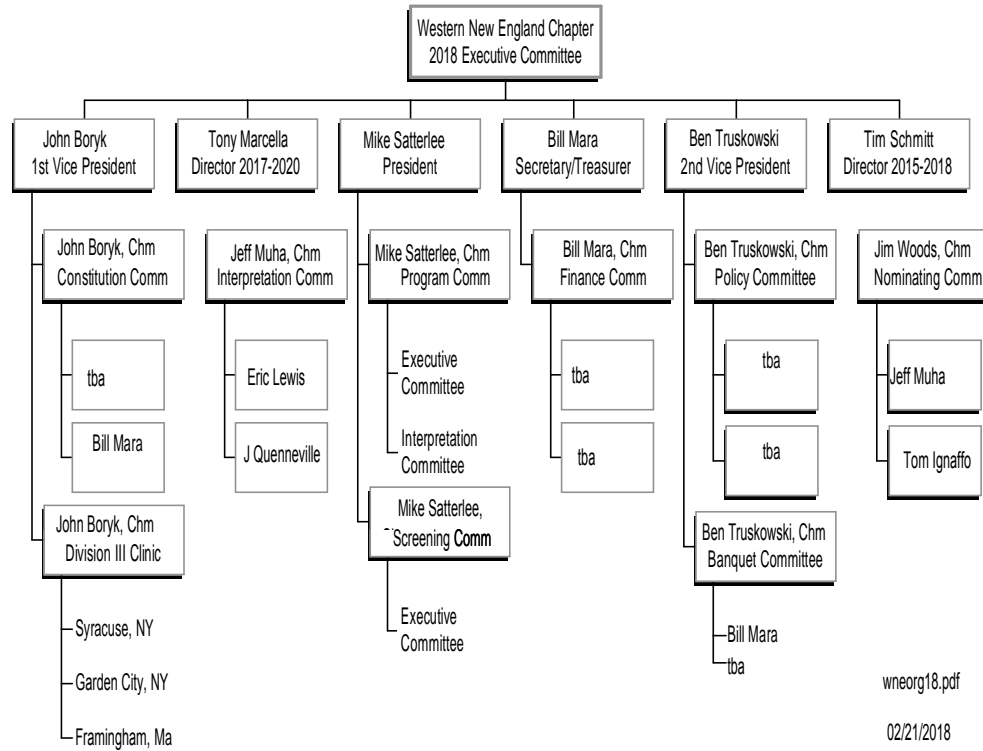 Western New England Chapter
2018 Executive Committee
John Boryk
1st Vice President
Tony Marcella
Director 2017-2020
Mike Satterlee
President
Bill Mara
Secretary/Treasurer
Ben Truskowski
2nd Vice President
Tim Schmitt
Director 2015-2018
John Boryk, Chm
Constitution Comm
Jeff Muha, Chm
Interpretation Comm
Mike Satterlee, Chm
Program Comm
Bill Mara, Chm
Finance Comm
Ben Truskowski, Chm
Policy Committee
Jim Woods, Chm
Nominating Comm
tba
Bill Mara
Eric Lewis
J Quenneville
Executive
Committee
Interpretation
Committee
tba
tba
tba
tba
Jeff Muha
Tom Ignaffo
John Boryk, Chm
Division III Clinic
Mike Satterlee,
Screening Comm
Ben Truskowski, Chm
Banquet Committee
Syracuse, NY
Garden City, NY
Framingham, Ma
Executive
Committee
Bill Mara
tba
wneorg18.pdf
02/21/2018